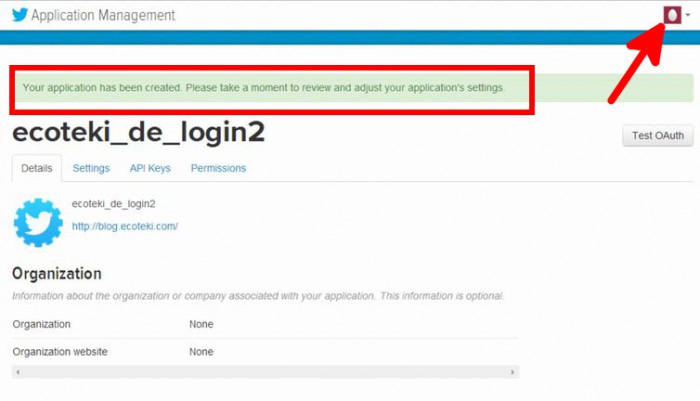 Application Management
Your application has been created. Please take a moment to review and adjust your application's settings.
ecoteki_de_login2
Test OAuth
Details Settings API Keys Permissions
ecoteki_de_login2
http://blog.ecoteki.com/
Organization
Information about the organization or company associated with your application. This information is optional.
Organization None
Organization website None